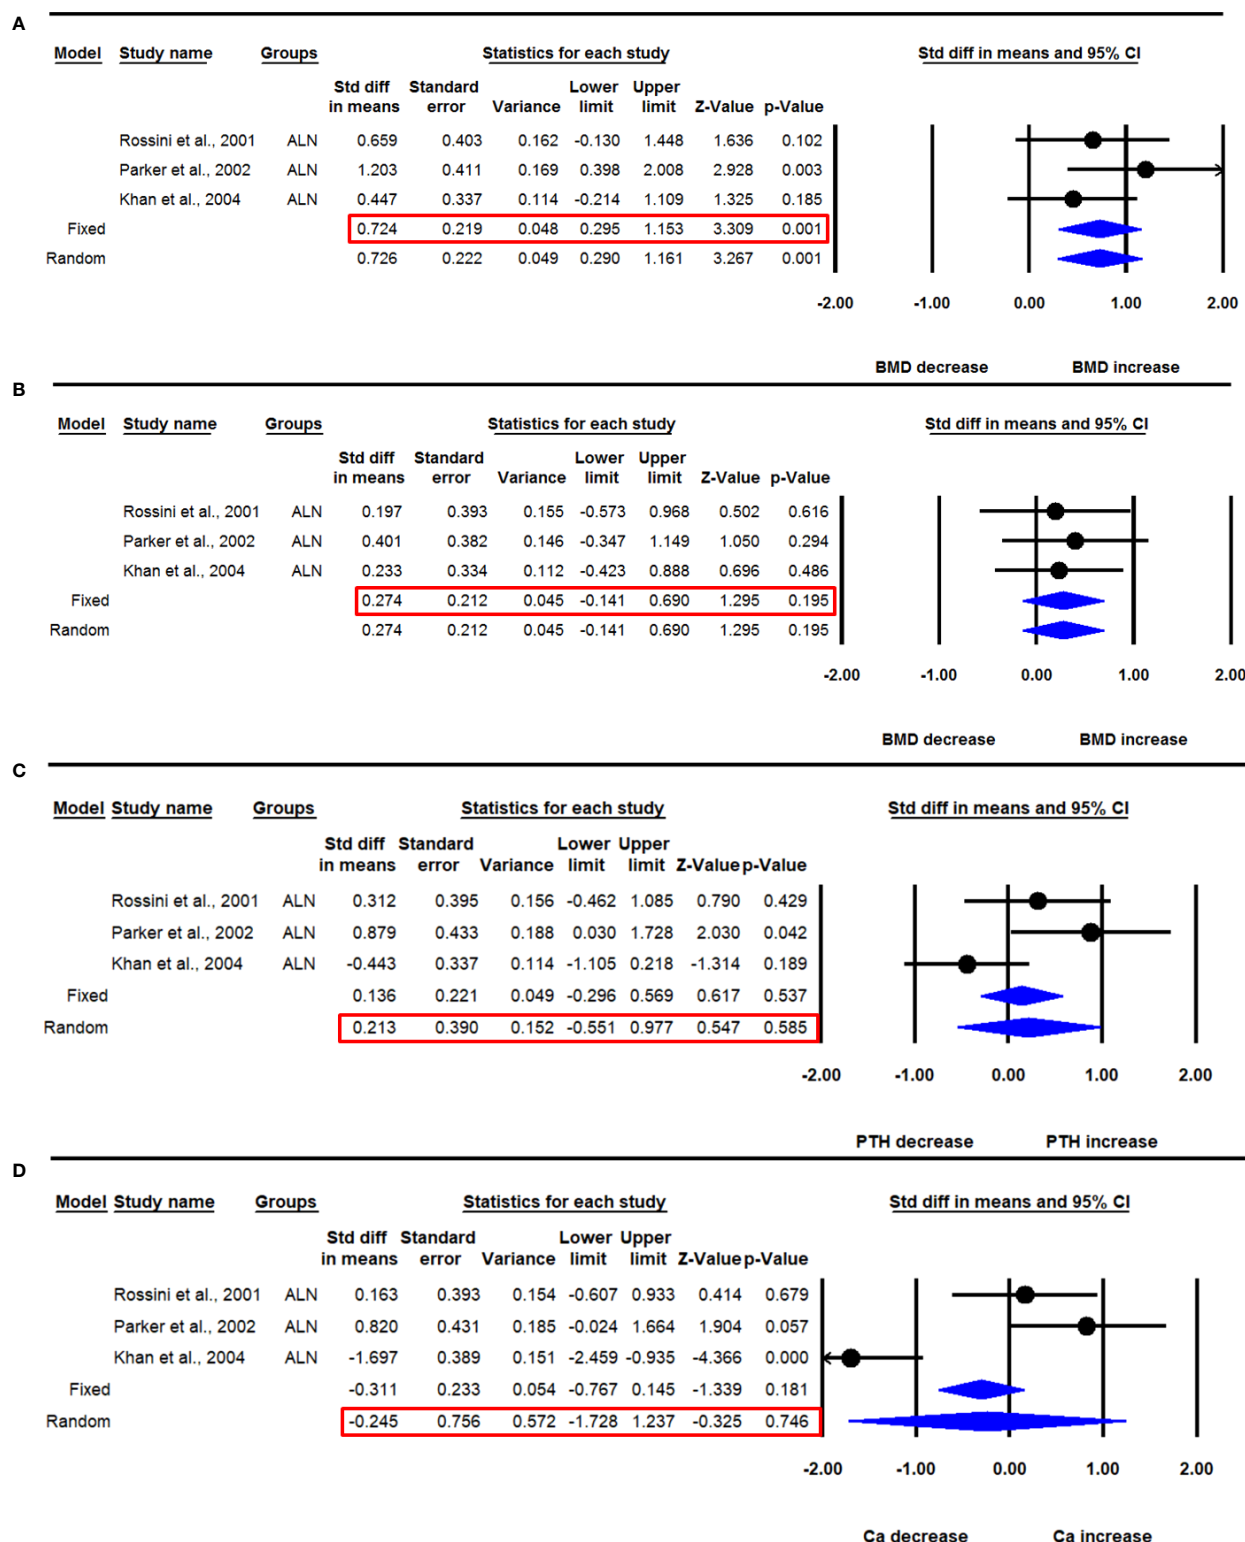 A
Model Study name Groups Statistics for each study Std diff in means and 95% CI
Std diff Standard Lower Upper
in means error Variance limit limit Z-Value p-Value
Rossini et al., 2001 ALN 0.659 0.403 0.162 -0.130 1.448 1.636 0.102
Parker et al., 2002 ALN 1.203 0.411 0.169 0.398 2.008 2.928 0.003
Khan et al., 2004 ALN 0.447 0.337 0.114 -0.214 1.109 1.325 0.185
Fixed 0.724 0.219 0.048 0.295 1.153 3.309 0.001
Random 0.726 0.222 0.049 0.290 1.161 3.267 0.001
-2.00 -1.00 0.00 1.00 2.00
BMD decrease BMD increase
B
Model Study name Groups Statistics for each study Std diff in means and 95% CI
Std diff Standard Lower Upper
in means error Variance limit limit Z-Value p-Value
Rossini et al., 2001 ALN 0.197 0.393 0.155 -0.573 0.968 0.502 0.616
Parker et al., 2002 ALN 0.401 0.382 0.146 -0.347 1.149 1.050 0.294
Khan et al., 2004 ALN 0.233 0.334 0.112 -0.423 0.888 0.696 0.486
Fixed 0.274 0.212 0.045 -0.141 0.690 1.295 0.195
Random 0.274 0.212 0.045 -0.141 0.690 1.295 0.195
-2.00 -1.00 0.00 1.00 2.00
BMD decrease BMD increase
C
Model Study name Groups Statistics for each study Std diff in means and 95% CI
Std diff Standard Lower Upper
in means error Variance limit limit Z-Value p-Value
Rossini et al., 2001 ALN 0.312 0.395 0.156 -0.462 1.085 0.790 0.429
Parker et al., 2002 ALN 0.879 0.433 0.188 0.030 1.728 2.030 0.042
Khan et al., 2004 ALN -0.443 0.337 0.114 -1.105 0.218 -1.314 0.189
Fixed 0.136 0.221 0.049 -0.296 0.569 0.617 0.537
Random 0.213 0.390 0.152 -0.551 0.977 0.547 0.585
-2.00 -1.00 0.00 1.00 2.00
PTH decrease PTH increase
D
Model Study name Groups Statistics for each study Std diff in means and 95% CI
Std diff Standard Lower Upper
in means error Variance limit limit Z-Value p-Value
Rossini et al., 2001 ALN 0.163 0.393 0.154 -0.607 0.933 0.414 0.679
Parker et al., 2002 ALN 0.820 0.431 0.185 -0.024 1.664 1.904 0.057
Khan et al., 2004 ALN -1.697 0.389 0.151 -2.459 -0.935 -4.366 0.000
Fixed -0.311 0.233 0.054 -0.767 0.145 -1.339 0.181
Random -0.245 0.756 0.572 -1.728 1.237 -0.325 0.746
-2.00 -1.00 0.00 1.00 2.00
Ca decrease Ca increase